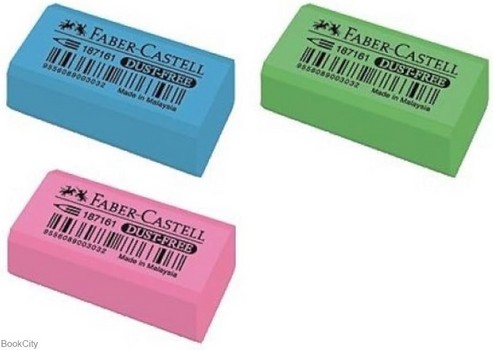 FABER-CASTELL
187161 DUST-FREE
9556089003032
Made in Malaysia
FABER-CASTELL
187161 DUST-FREE
9556089003032
Made in Malaysia
FABER-CASTELL
187161 DUST-FREE
9556089003032
Made in Malaysia
BookCity